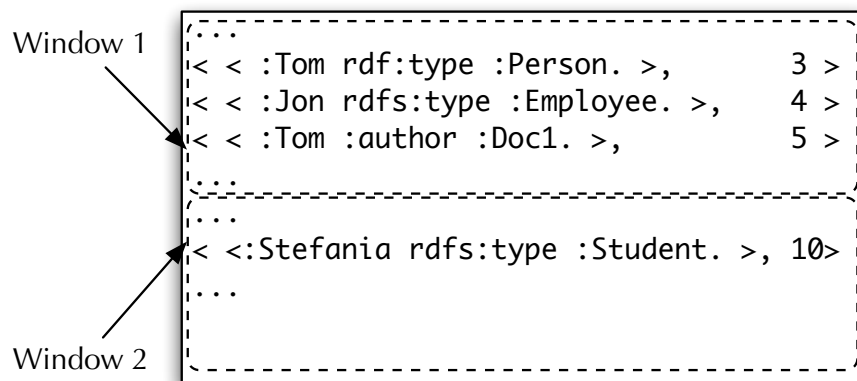 Window 1
...
< < :Tom rdf:type :Person. >, 3 >
< < :Jon rdfs:type :Employee. >, 4 >
< < :Tom :author :Doc1. >, 5 >
...
...
< <:Stefania rdfs:type :Student. >, 10>
...
Window 2